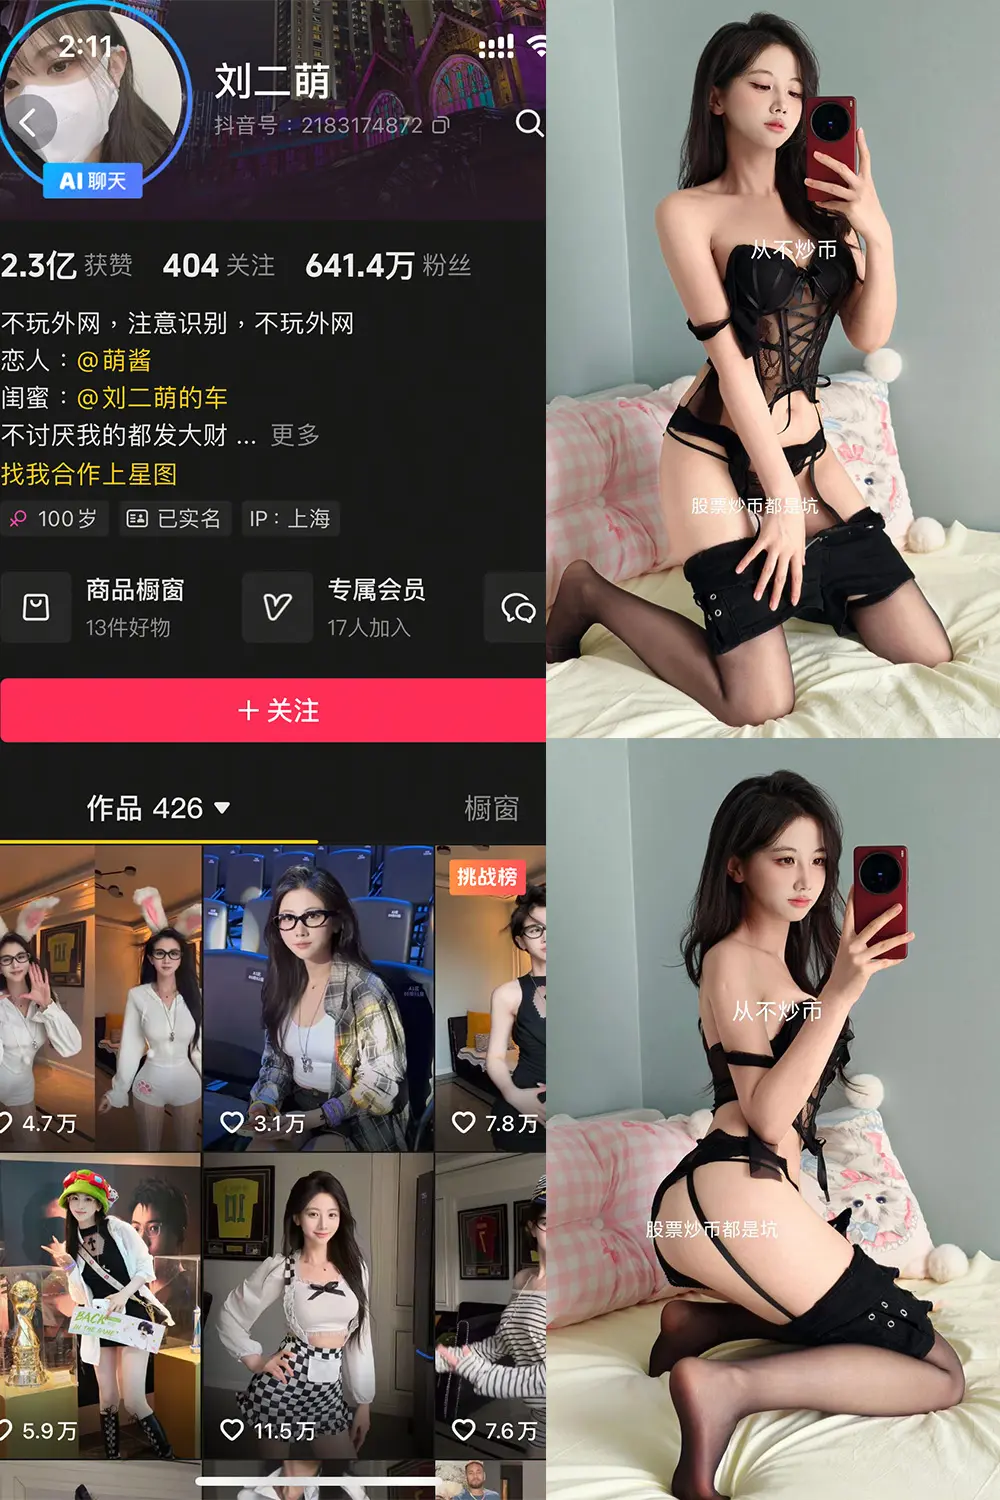 2:11
刘二萌
抖音号：2183174872
AI 聊天
2.3亿 获赞 404 关注 641.4万 粉丝
不玩外网，注意识别，不玩外网
恋人：@萌酱
闺蜜：@刘二萌的车
不讨厌我的都发大财 ... 更多
找我合作上星图
100岁 已实名 IP：上海
商品橱窗
13件好物
专属会员
17人加入
+ 关注
作品 426 橱窗
挑战榜
4.7万
3.1万
7.8万
BACK
IN THE GAME
5.9万
11.5万
7.6万
从不炒币
股票炒币都是坑
从不炒币
股票炒币都是坑